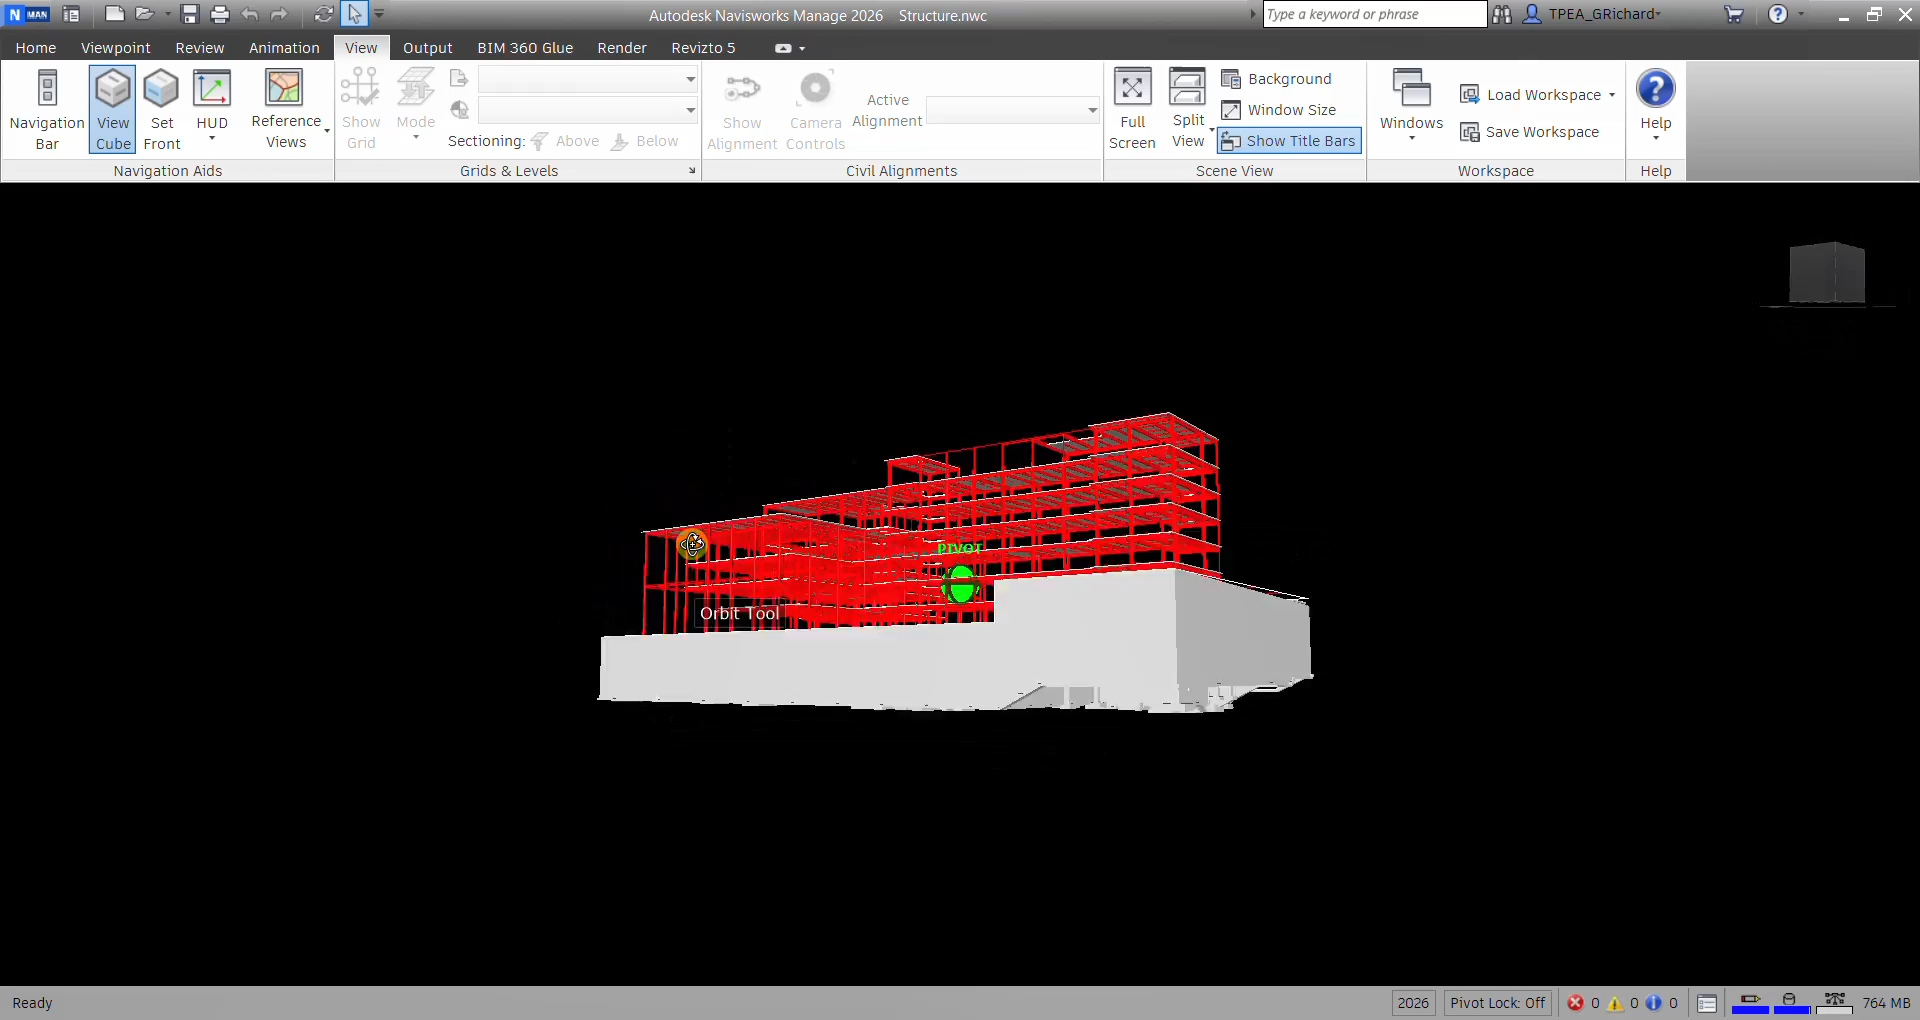 N MAN
Autodesk Navisworks Manage 2026 Structure.nwc
Type a keyword or phrase
TPEA_GRichard
?
Home Viewpoint Review Animation View Output BIM 360 Glue Render Revizto 5
Navigation Bar
View Cube
Set Front
HUD
Reference Views
Navigation Aids
Show Grid
Mode
Sectioning: Above Below
Grids & Levels
Show Alignment
Camera Controls
Active Alignment
Civil Alignments
Full Screen
Split View
Background
Window Size
Show Title Bars
Scene View
Windows
Load Workspace
Save Workspace
Workspace
?
Help
Help
PIVOT
Orbit Tool
Ready
2026 Pivot Lock: Off 0 0 0 764 MB